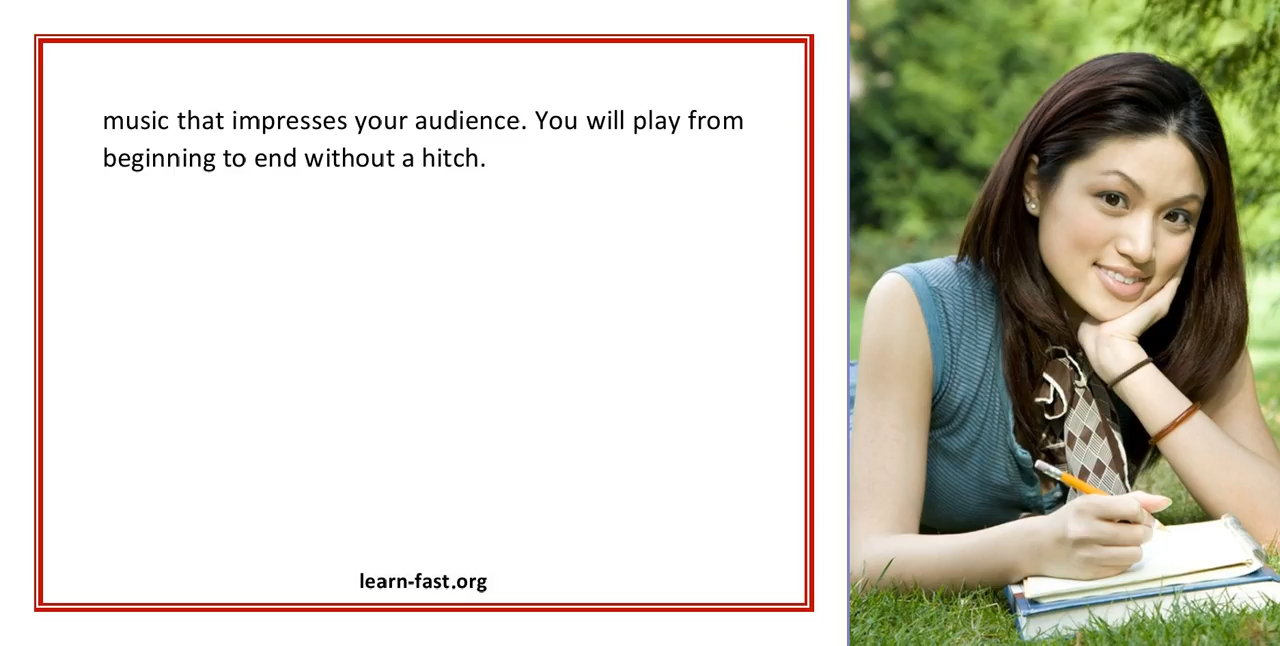 music that impresses your audience. You will play from
beginning to end without a hitch.
learn-fast.org